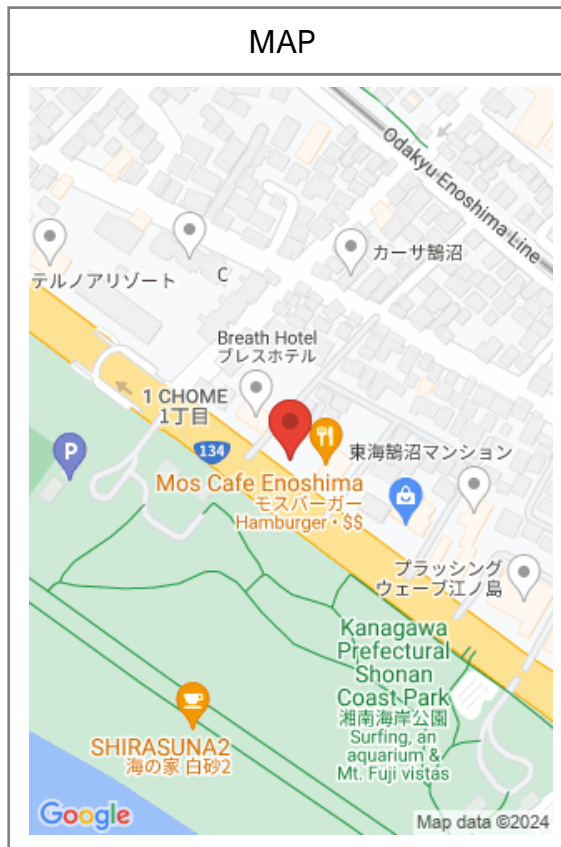 MAP
Odakyu Enoshima Line
カーサ鵠沼
テルノアリゾート
C
Breath Hotel
ブレスホテル
1 CHOME
1丁目
134
東海鵠沼マンション
P
Mos Cafe Enoshima
モスバーガー
Hamburger・$$
プラッシング
ウェーブ江ノ島
Kanagawa
Prefectural
Shonan
Coast Park
湘南海岸公園
Surfing, an
aquarium &
Mt. Fuji vistas
SHIRASUNA2
海の家 白砂2
Google
Map data ©2024